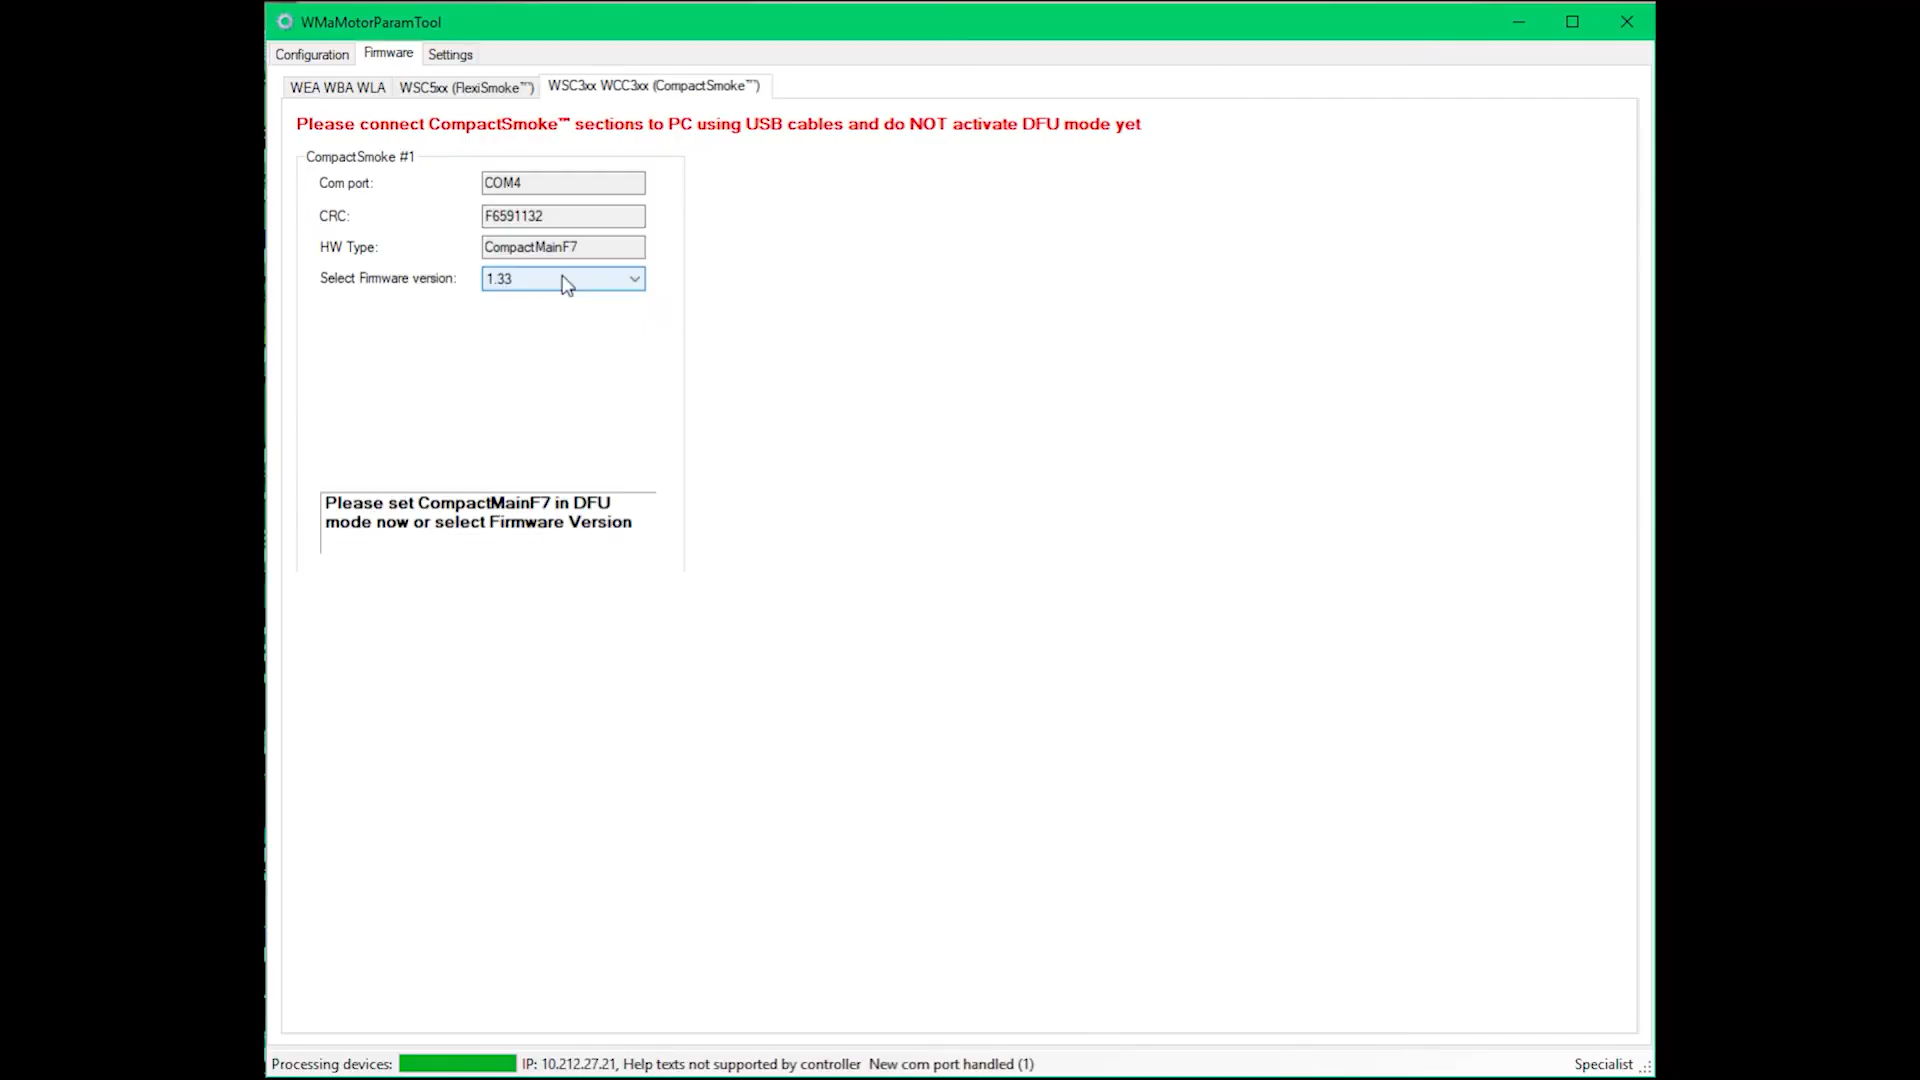 WMaMotorParamTool
Configuration Firmware Settings
WEA WBA WLA WSC5xx (FlexiSmoke™) WSC3xx WCC3xx (CompactSmoke™)
Please connect CompactSmoke™ sections to PC using USB cables and do NOT activate DFU mode yet
CompactSmoke #1
Com port: COM4
CRC: F6591132
HW Type: CompactMainF7
Select Firmware version: 1.33
Please set CompactMainF7 in DFU
mode now or select Firmware Version
Processing devices: IP: 10.212.27.21, Help texts not supported by controller New com port handled (1) Specialist